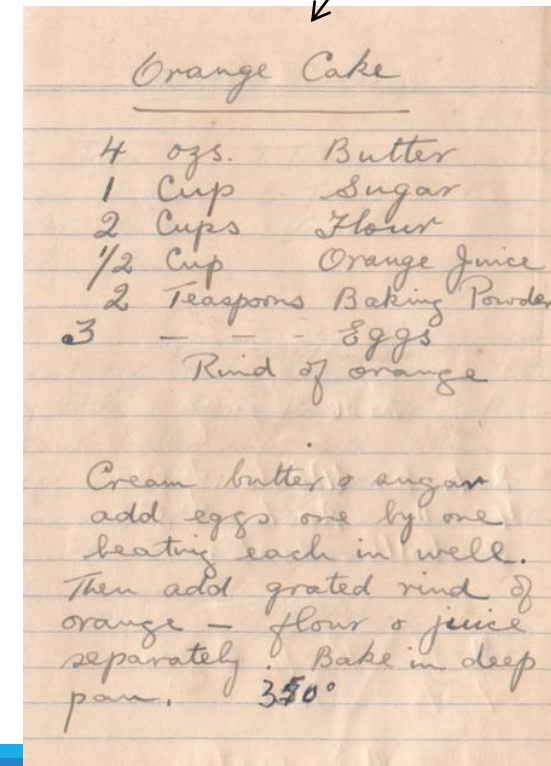 Orange Cake
4 ozs. Butter
1 Cup Sugar
2 Cups Flour
1/2 Cup Orange Juice
2 Teaspoons Baking Powder
3 - - - Eggs
Rind of orange
Cream butter & sugar
add eggs one by one
beating each in well.
Then add grated rind of
orange — flour & juice
separately. Bake in deep
pan. 350°